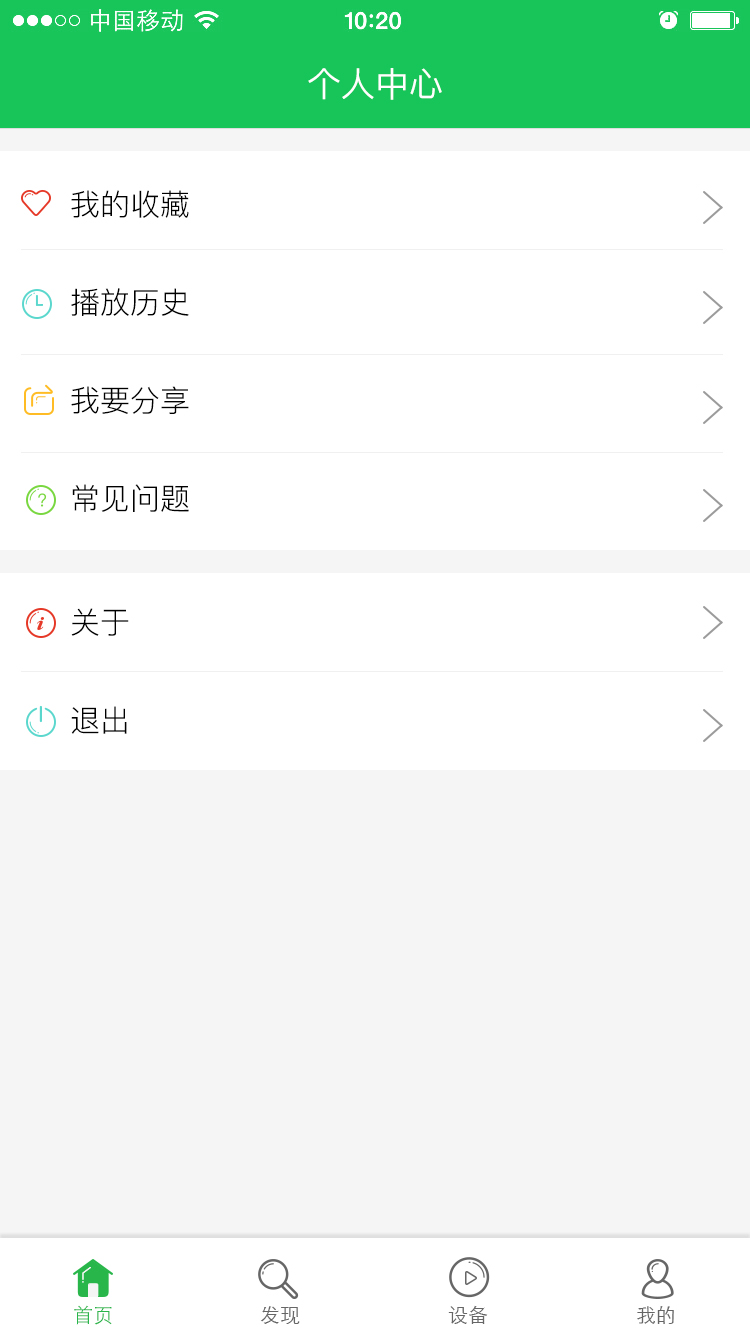 中国移动 10:20
个人中心
我的收藏
播放历史
我要分享
常见问题
关于
退出
首页 发现 设备 我的